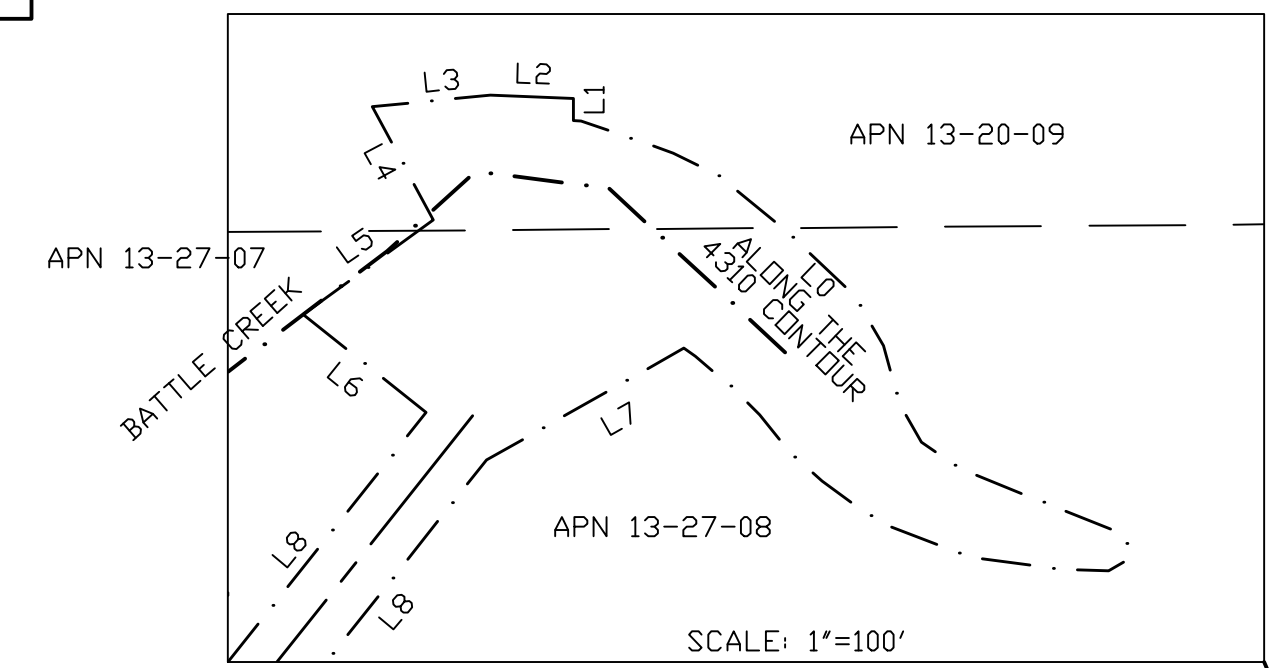 L3
L2
L1
APN 13-20-09
L4
L5
APN 13-27-07
ALONG THE
4310 CONTOUR
L0
BATTLE CREEK
L6
L7
APN 13-27-08
L8
L8
SCALE: 1"=100'